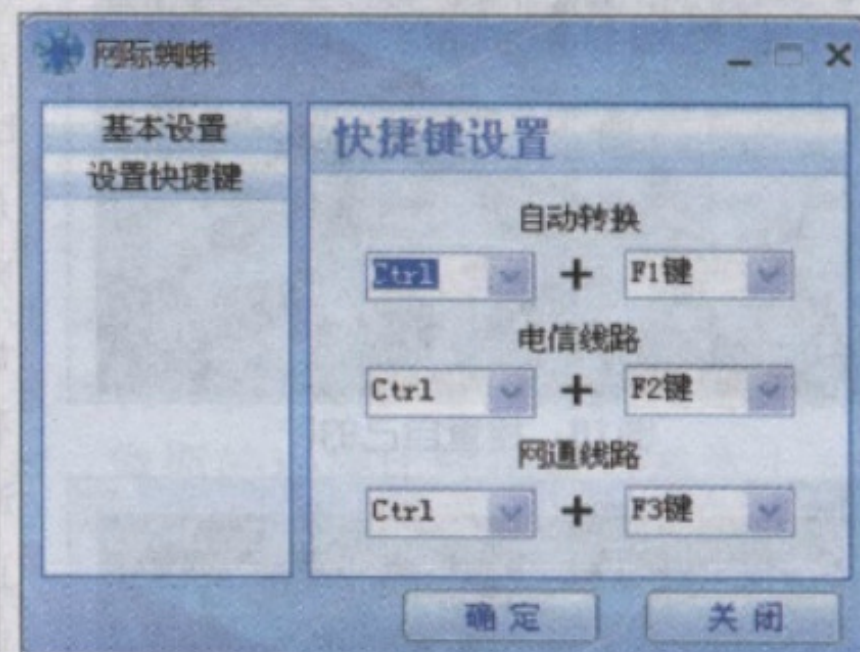 网际蜘蛛
基本设置
设置快捷键
快捷键设置
自动转换
Ctrl + F1键
电信线路
Ctrl + F2键
网通线路
Ctrl + F3键
确定 关闭